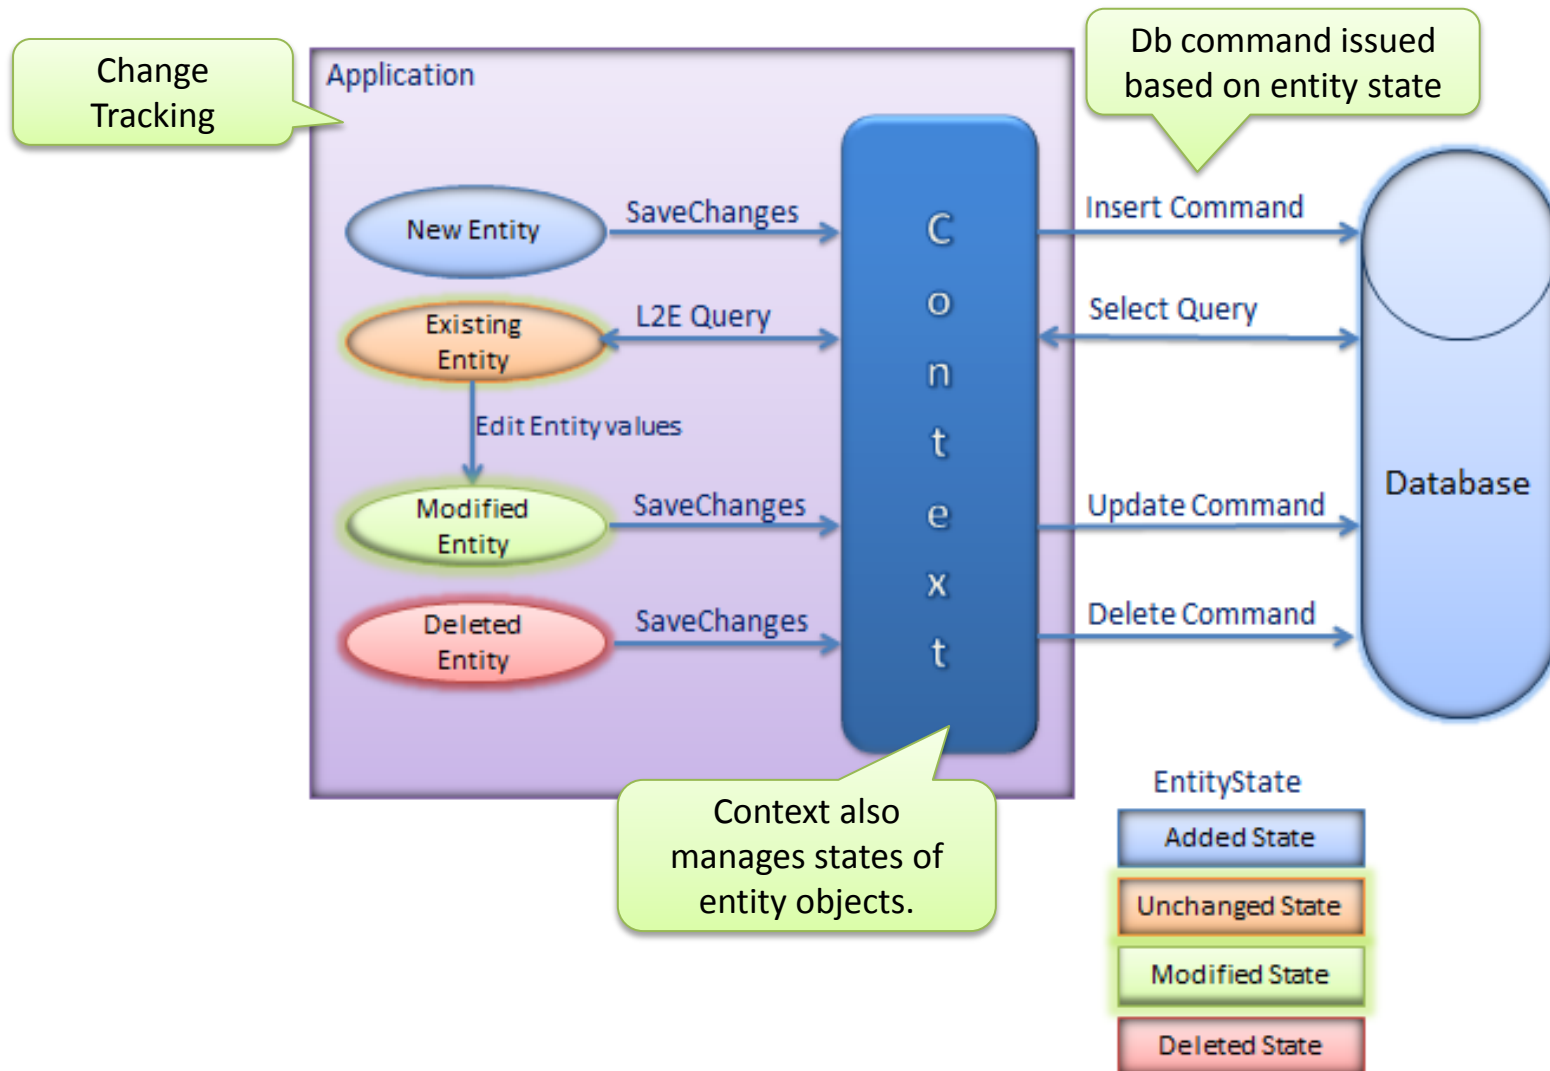 Change
Tracking
Application
Db command issued
based on entity state
New Entity
SaveChanges
Insert Command
Existing
Entity
L2E Query
Select Query
Edit Entity values
Modified
Entity
SaveChanges
Update Command
Deleted
Entity
SaveChanges
Delete Command
C
o
n
t
e
x
t
Database
Context also
manages states of
entity objects.
EntityState
Added State
Unchanged State
Modified State
Deleted State